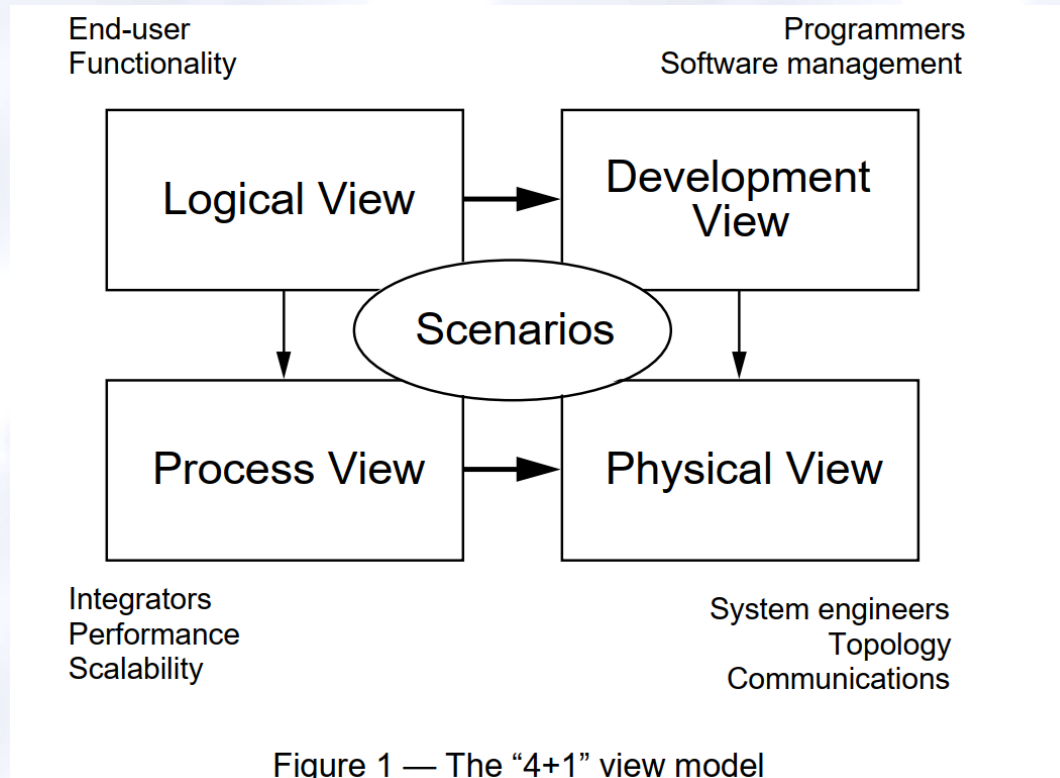 End-user
Functionality
Programmers
Software management
Logical View
Development
View
Scenarios
Process View
Physical View
Integrators
Performance
Scalability
System engineers
Topology
Communications
Figure 1 — The “4+1” view model